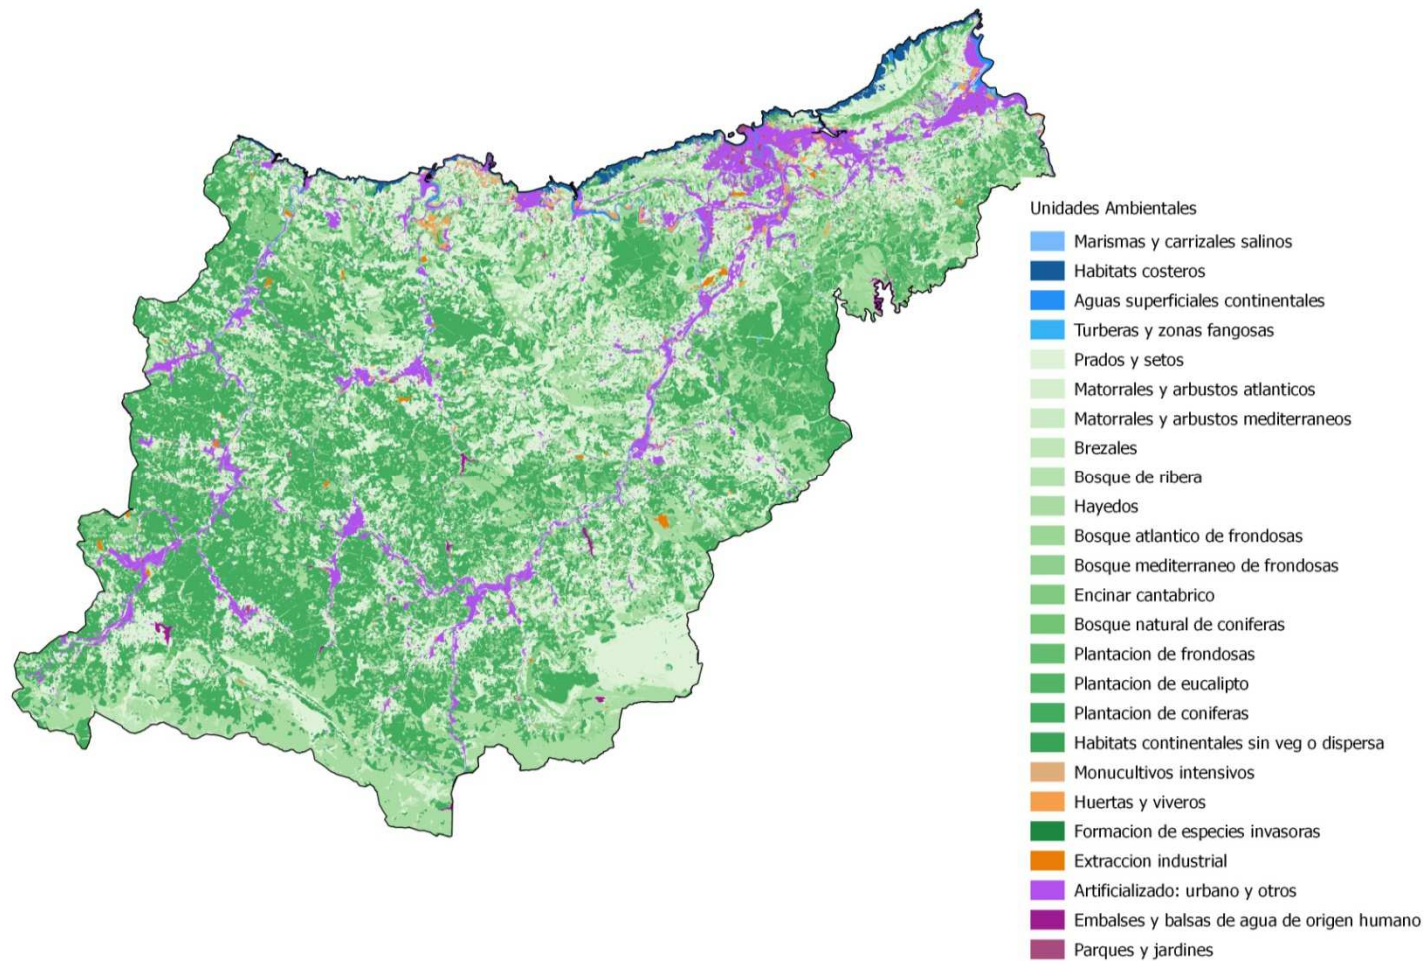 Unidades Ambientales
Marismas y carrizales salinos
Habitats costeros
Aguas superficiales continentales
Turberas y zonas fangosas
Prados y setos
Matorrales y arbustos atlanticos
Matorrales y arbustos mediterraneos
Brezales
Bosque de ribera
Hayedos
Bosque atlantico de frondosas
Bosque mediterraneo de frondosas
Encinar cantabrico
Bosque natural de coniferas
Plantacion de frondosas
Plantacion de eucalipto
Plantacion de coniferas
Habitats continentales sin veg o dispersa
Monucultivos intensivos
Huertas y viveros
Formacion de especies invasoras
Extraccion industrial
Artificializado: urbano y otros
Embalses y balsas de agua de origen humano
Parques y jardines